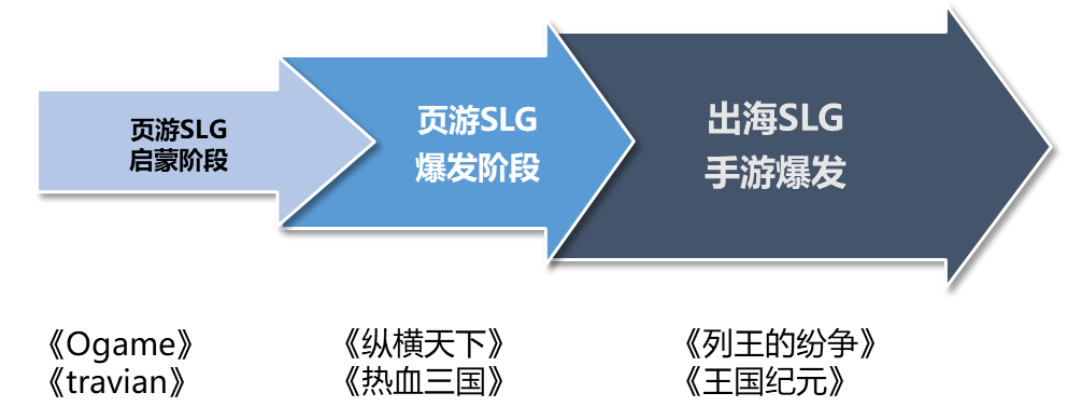 页游SLG
启蒙阶段
页游SLG
爆发阶段
出海SLG
手游爆发
《Ogame》
《travian》
《纵横天下》
《热血三国》
《列王的纷争》
《王国纪元》